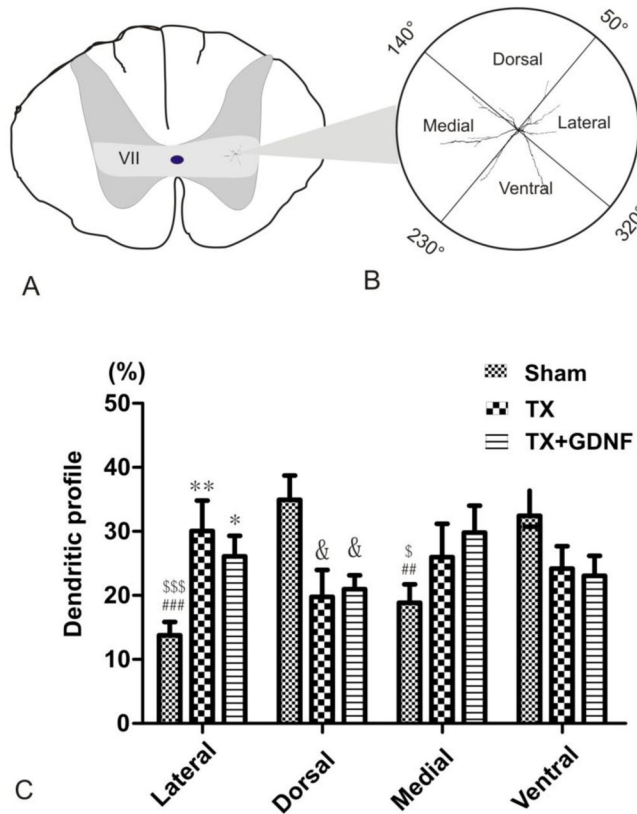 VII
A
140°
50°
Dorsal
Medial
Lateral
Ventral
230°
320°
B
(%)
Sham
TX
TX+GDNF
50
40
30
20
10
0
Dendritic profile
$$$
###
**
*
&
&
$
##
Lateral
Dorsal
Medial
Ventral
C